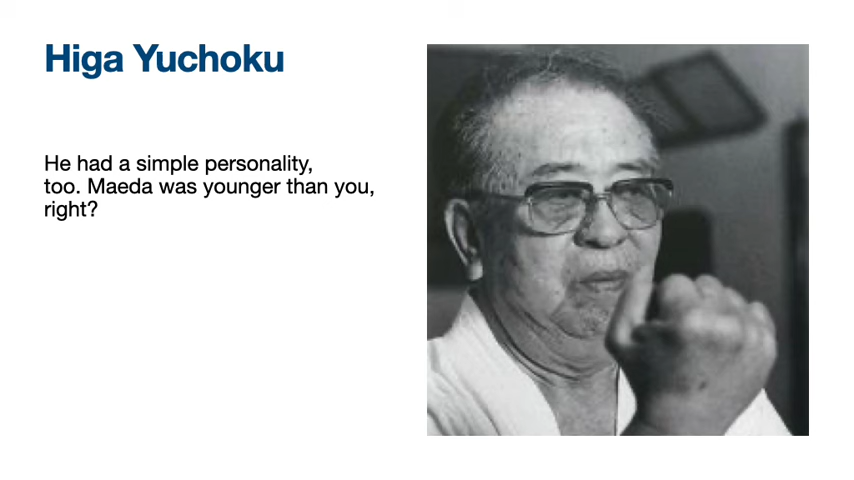 Higa Yuchoku
He had a simple personality,
too. Maeda was younger than you,
right?